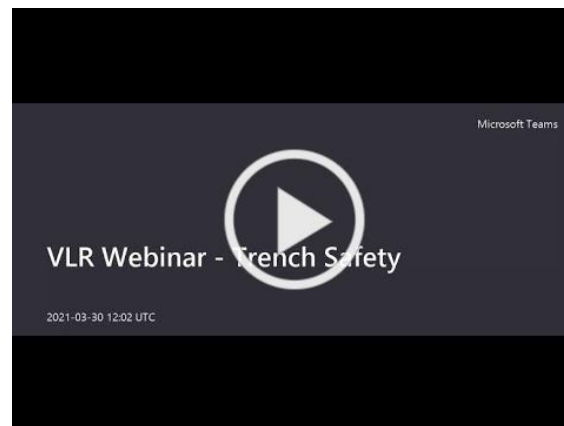 Microsoft Teams
VLR Webinar - Trench Safety
2021-03-30 12:02 UTC